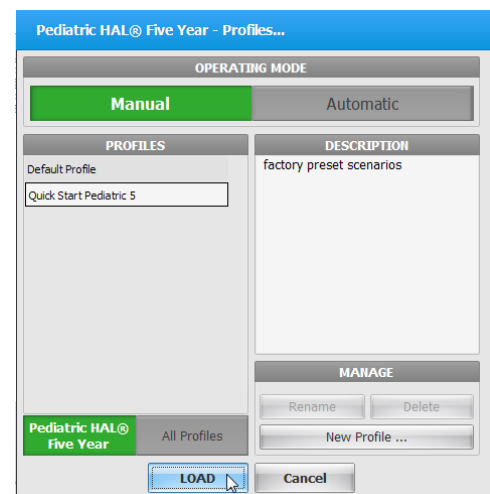 Pediatric HAL® Five Year - Profiles...
OPERATING MODE
Manual
Automatic
PROFILES
Default Profile
Quick Start Pediatric 5
DESCRIPTION
factory preset scenarios
MANAGE
Rename
Delete
New Profile ...
Pediatric HAL®
Five Year
All Profiles
LOAD
Cancel